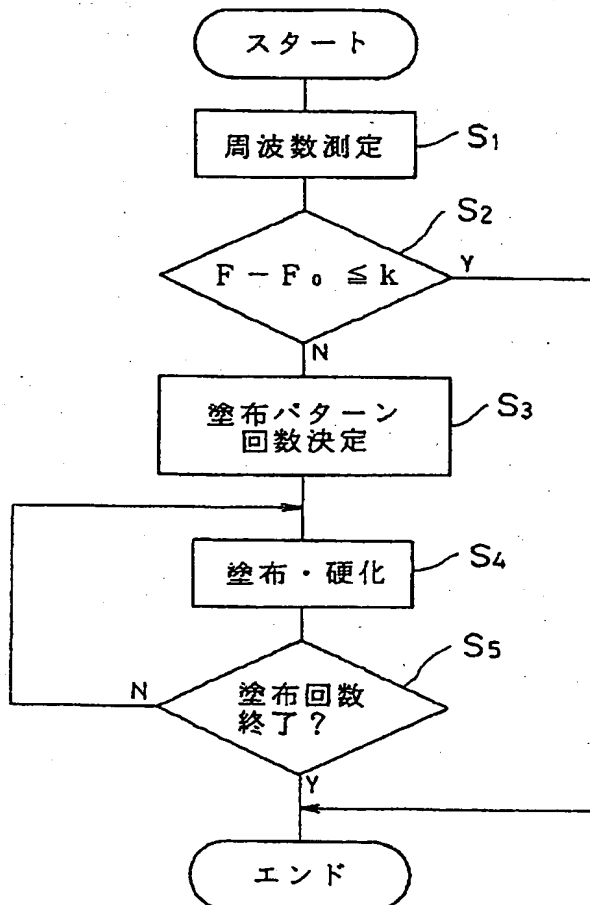 スタート
周波数測定
S1
S2
F－F₀ ≦k
Y
N
塗布パターン
回数決定
S3
塗布・硬化
S4
S5
N
塗布回数
終了？
Y
エンド